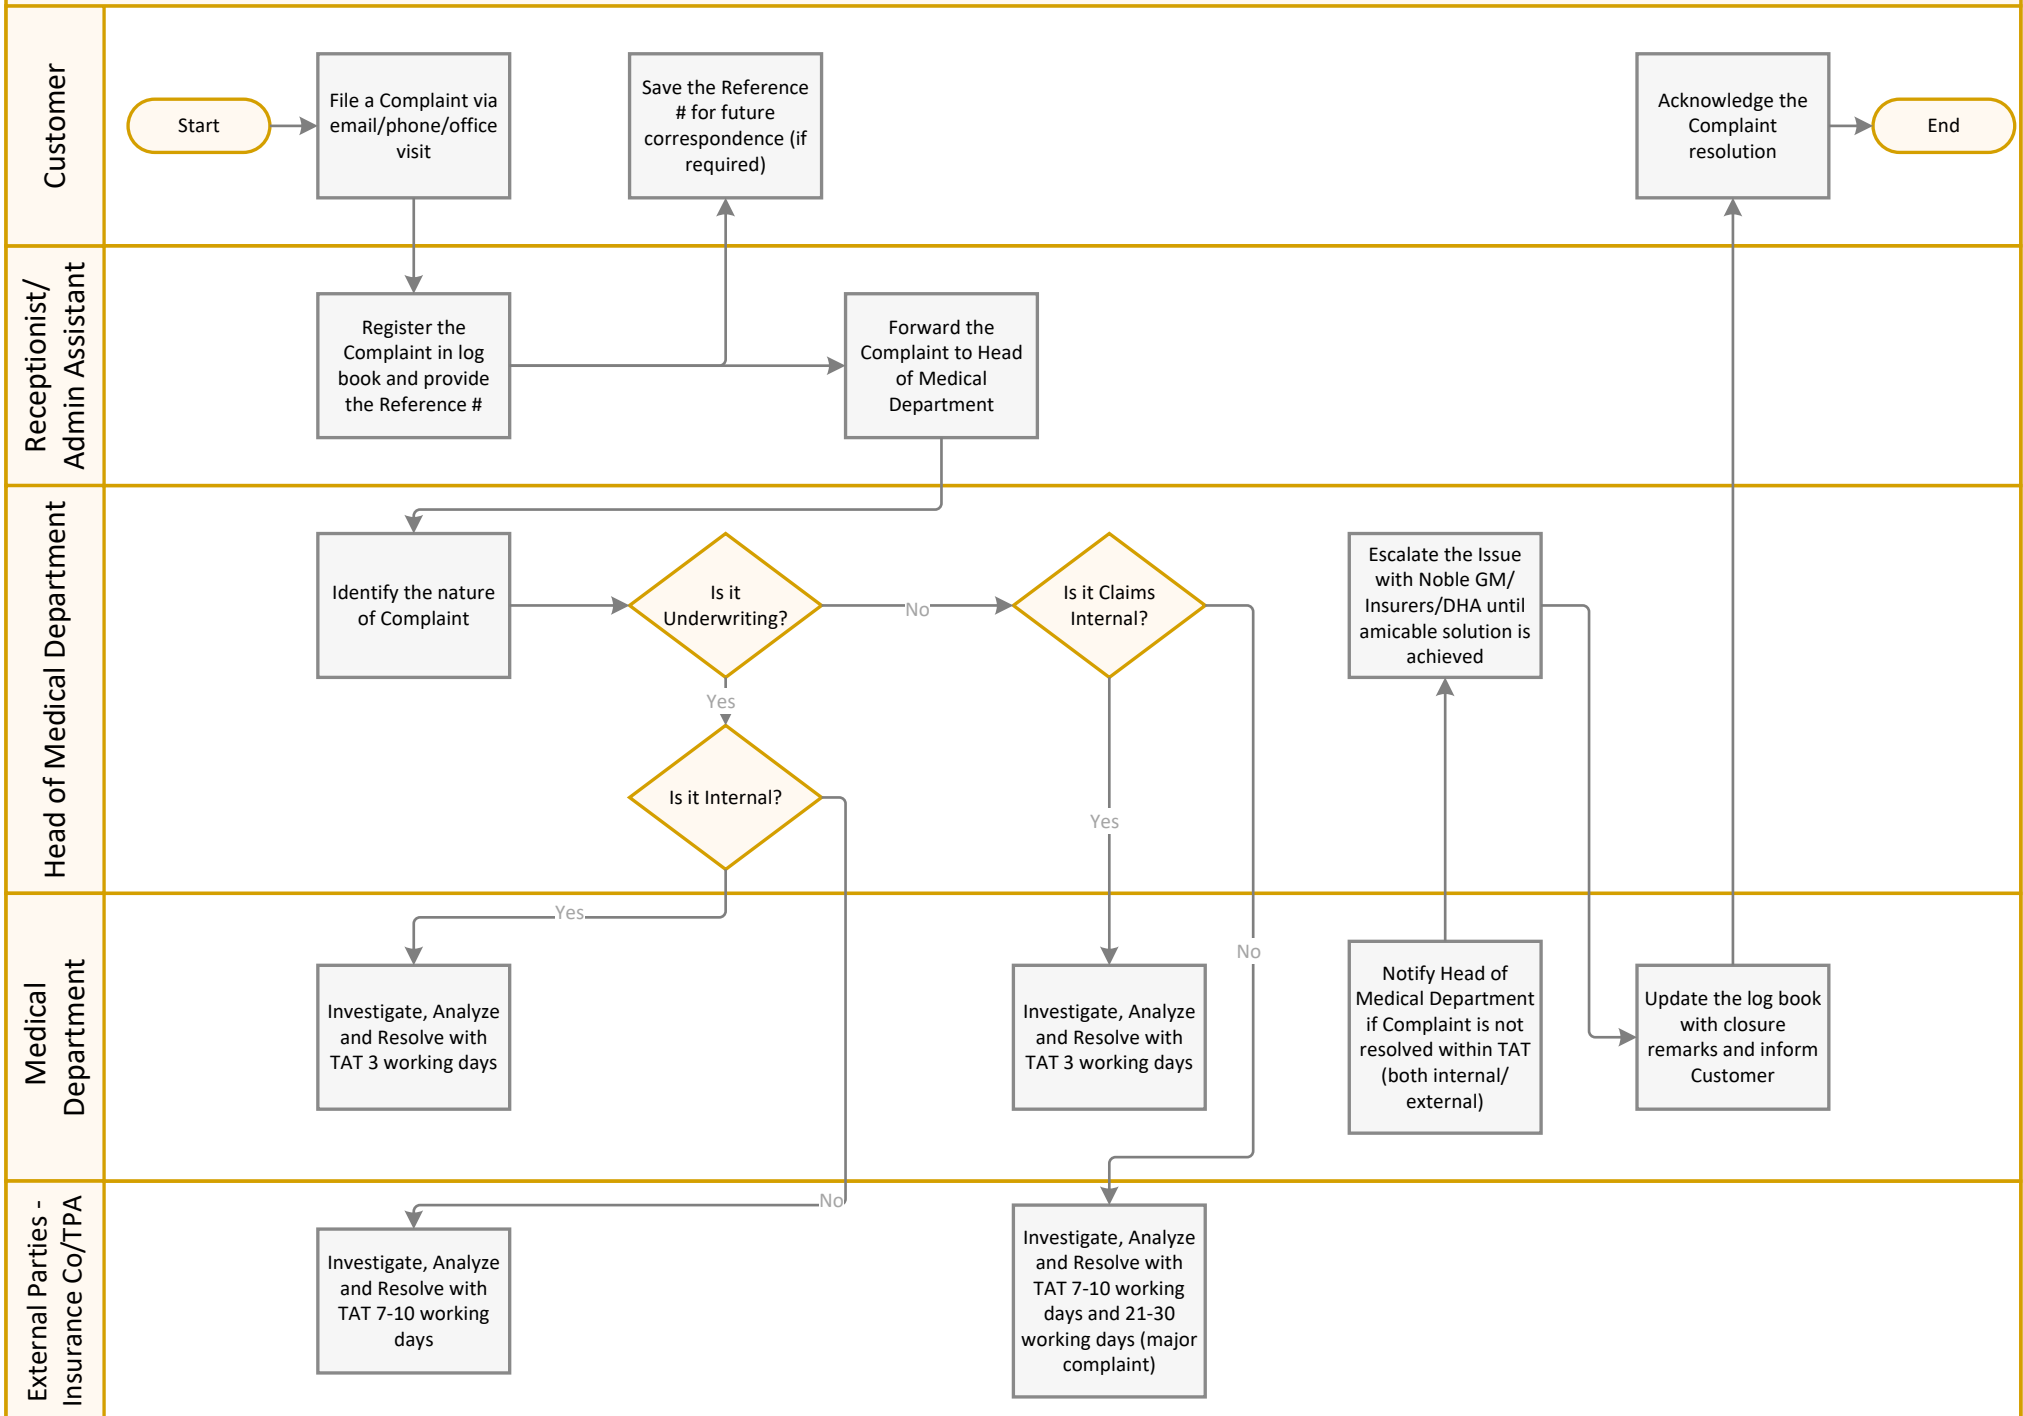 Customer
Start
File a Complaint via
email/phone/office
visit
Save the Reference
# for future
correspondence (if
required)
Acknowledge the
Complaint
resolution
End
Receptionist/
Admin Assistant
Register the
Complaint in log
book and provide
the Reference #
Forward the
Complaint to Head
of Medical
Department
Head of Medical Department
Identify the nature
of Complaint
Is it
Underwriting?
No
Is it Claims
Internal?
Escalate the Issue
with Noble GM/
Insurers/DHA until
amicable solution is
achieved
Yes
Is it Internal?
Yes
Medical
Department
Yes
No
Investigate, Analyze
and Resolve with
TAT 3 working days
Investigate, Analyze
and Resolve with
TAT 3 working days
Notify Head of
Medical Department
if Complaint is not
resolved within TAT
(both internal/
external)
Update the log book
with closure
remarks and inform
Customer
External Parties -
Insurance Co/TPA
No
Investigate, Analyze
and Resolve with
TAT 7-10 working
days
Investigate, Analyze
and Resolve with
TAT 7-10 working
days and 21-30
working days (major
complaint)